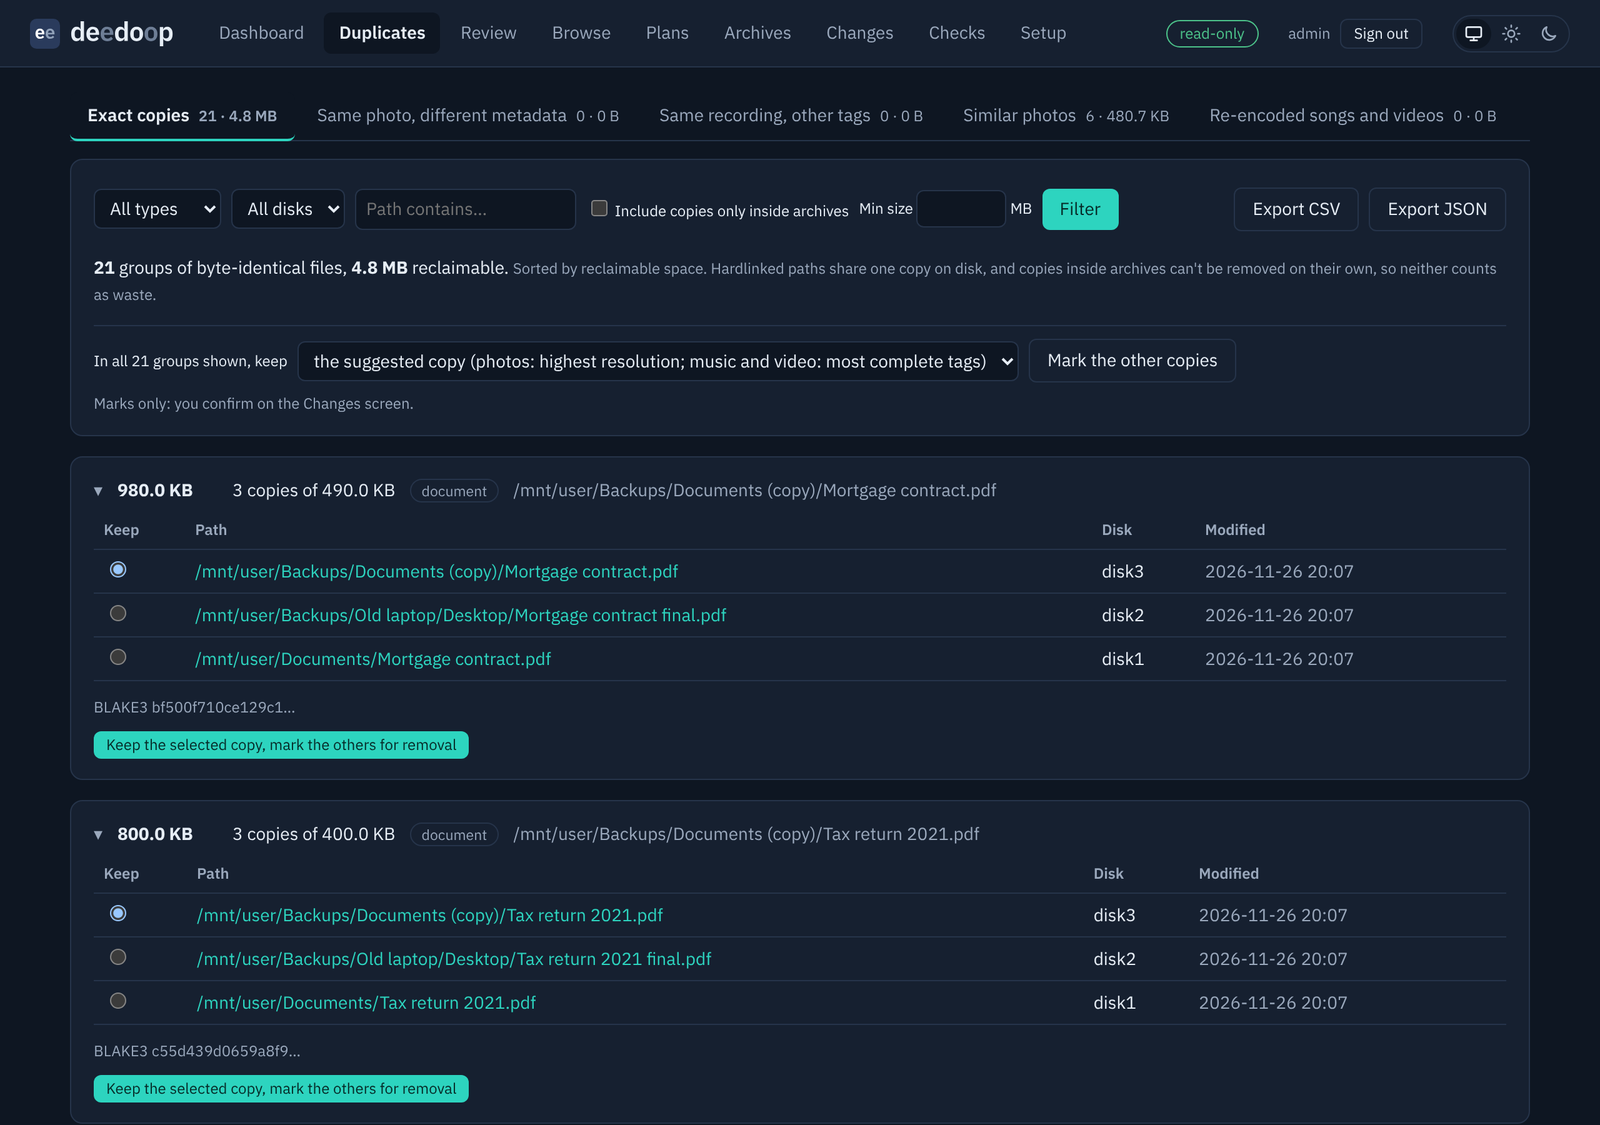 ee deedoop Dashboard Duplicates Review Browse Plans Archives Changes Checks Setup read-only admin Sign out
Exact copies 21 · 4.8 MB Same photo, different metadata 0 · 0 B Same recording, other tags 0 · 0 B Similar photos 6 · 480.7 KB Re-encoded songs and videos 0 · 0 B
All types All disks Path contains... Include copies only inside archives Min size MB Filter Export CSV Export JSON
21 groups of byte-identical files, 4.8 MB reclaimable. Sorted by reclaimable space. Hardlinked paths share one copy on disk, and copies inside archives can't be removed on their own, so neither counts
as waste.
In all 21 groups shown, keep the suggested copy (photos: highest resolution; music and video: most complete tags) Mark the other copies
Marks only: you confirm on the Changes screen.
▼ 980.0 KB 3 copies of 490.0 KB document /mnt/user/Backups/Documents (copy)/Mortgage contract.pdf
Keep Path Disk Modified
/mnt/user/Backups/Documents (copy)/Mortgage contract.pdf disk3 2026-11-26 20:07
/mnt/user/Backups/Old laptop/Desktop/Mortgage contract final.pdf disk2 2026-11-26 20:07
/mnt/user/Documents/Mortgage contract.pdf disk1 2026-11-26 20:07
BLAKE3 bf500f710ce129c1...
Keep the selected copy, mark the others for removal
▼ 800.0 KB 3 copies of 400.0 KB document /mnt/user/Backups/Documents (copy)/Tax return 2021.pdf
Keep Path Disk Modified
/mnt/user/Backups/Documents (copy)/Tax return 2021.pdf disk3 2026-11-26 20:07
/mnt/user/Backups/Old laptop/Desktop/Tax return 2021 final.pdf disk2 2026-11-26 20:07
/mnt/user/Documents/Tax return 2021.pdf disk1 2026-11-26 20:07
BLAKE3 c55d439d0659a8f9...
Keep the selected copy, mark the others for removal